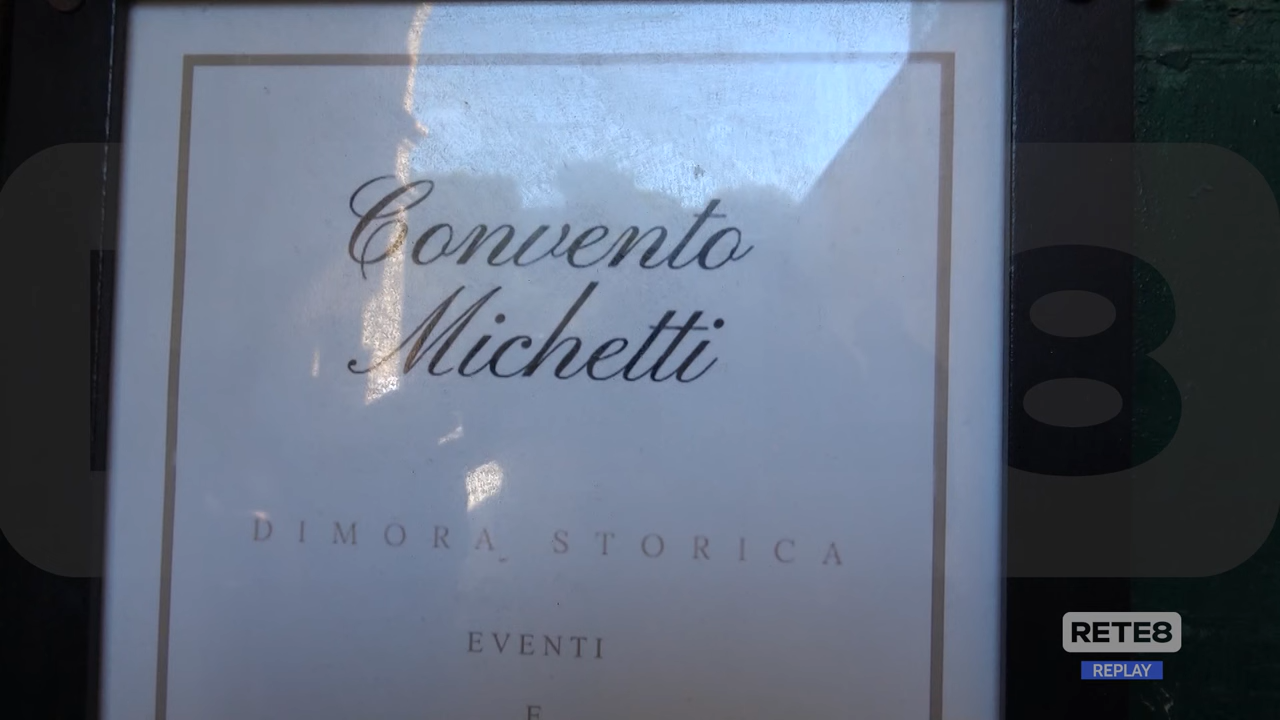 Convento
Michetti
DIMORA STORICA
EVENTI
E
RETE8
REPLAY